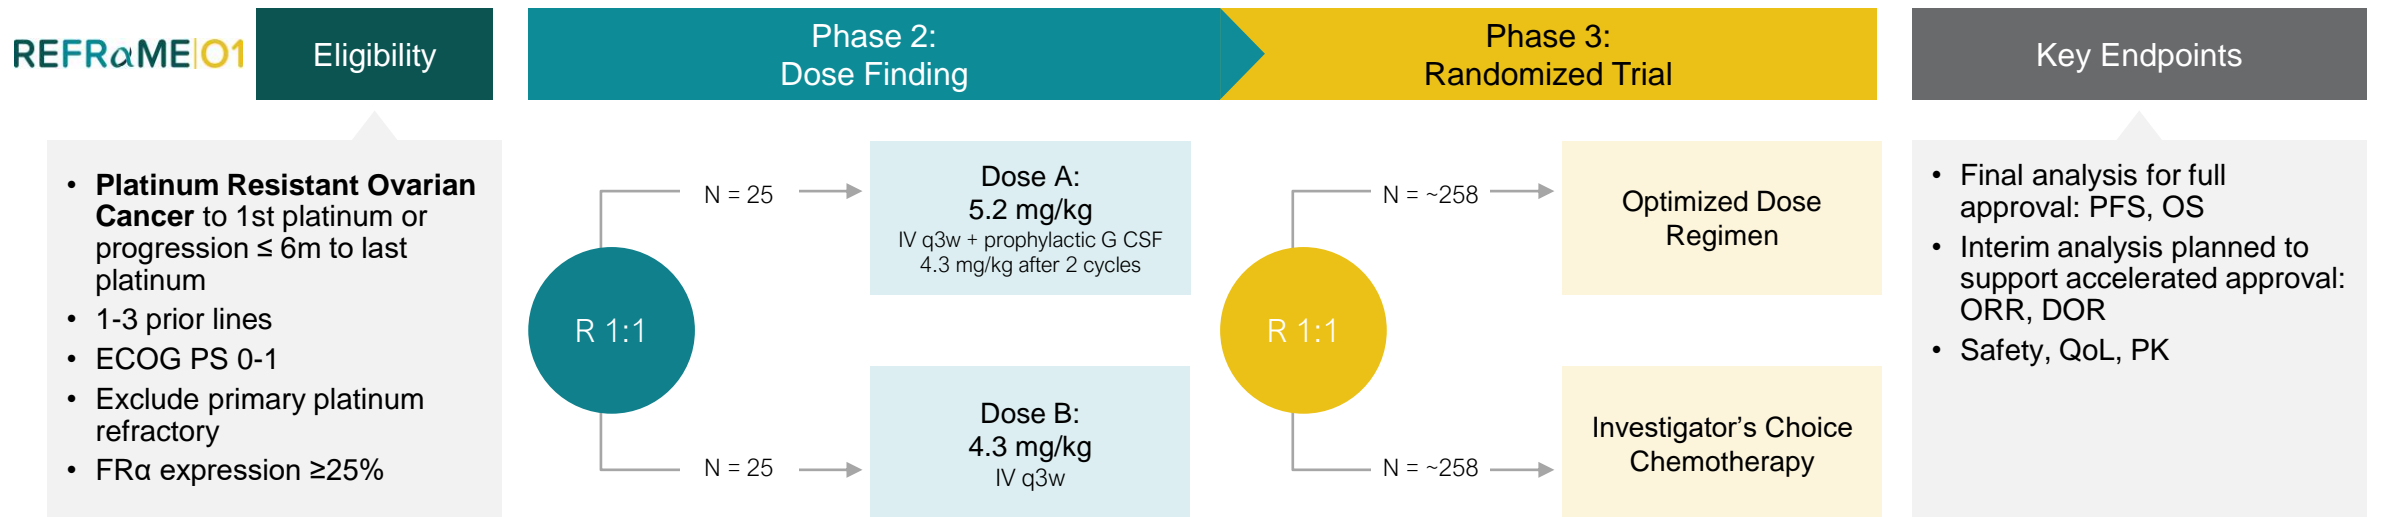 REFRαME|O1
Eligibility
Phase 2:
Dose Finding
Phase 3:
Randomized Trial
Key Endpoints
• Platinum Resistant Ovarian
Cancer to 1st platinum or
progression ≤ 6m to last
platinum
• 1-3 prior lines
• ECOG PS 0-1
• Exclude primary platinum
refractory
• FRα expression ≥25%
R 1:1
N = 25
Dose A:
5.2 mg/kg
IV q3w + prophylactic G CSF
4.3 mg/kg after 2 cycles
N = 25
Dose B:
4.3 mg/kg
IV q3w
R 1:1
N = ~258
Optimized Dose
Regimen
N = ~258
Investigator’s Choice
Chemotherapy
• Final analysis for full
approval: PFS, OS
• Interim analysis planned to
support accelerated approval:
ORR, DOR
• Safety, QoL, PK